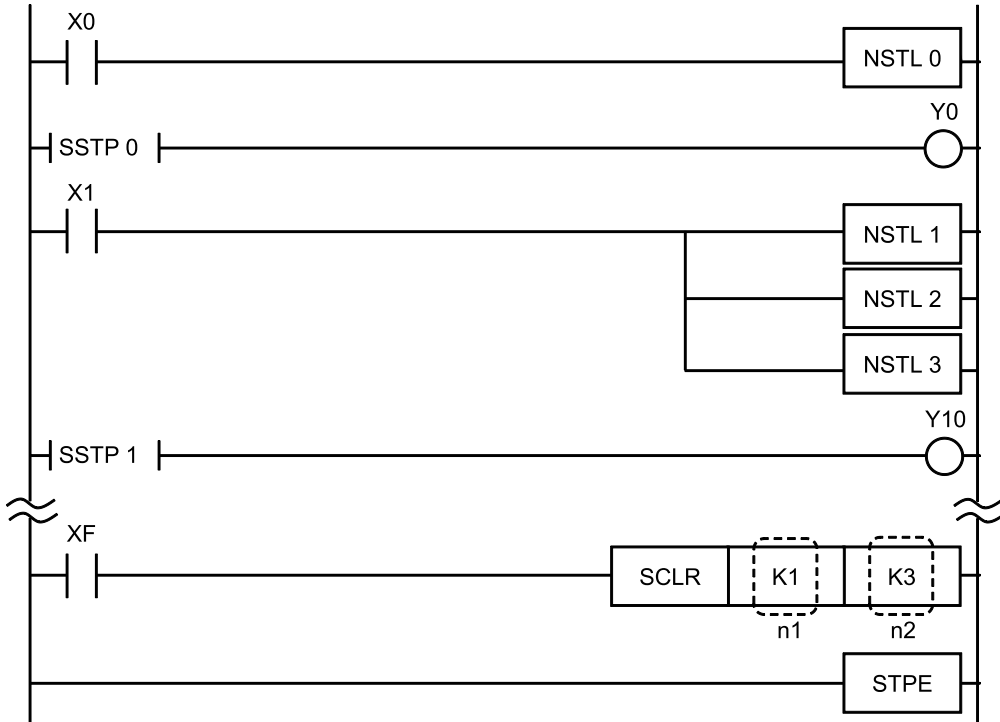 X0
NSTL 0
Y0
SSTP 0
X1
NSTL 1
NSTL 2
NSTL 3
Y10
SSTP 1
XF
SCLR K1 K3
n1 n2
STPE